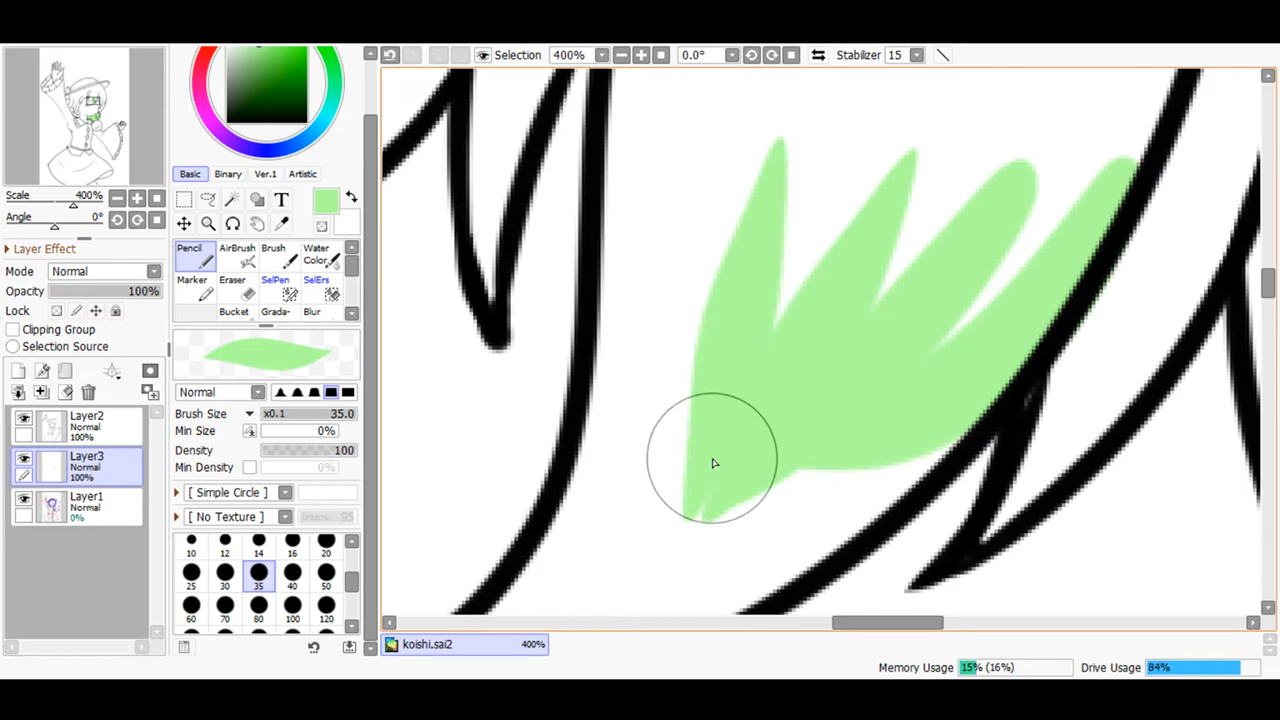 Selection 400% 0.0° Stabilizer 15
Basic Binary Ver.1 Artistic
Scale 400%
Angle 0°
Layer Effect
Mode Normal
Opacity 100%
Lock
Clipping Group
Selection Source
Layer2
Normal
100%
Layer3
Normal
100%
Layer1
Normal
0%
Pencil AirBrush Brush Water Color
Marker Eraser SelPen SelErs
Bucket Grada- Blur
Normal
Brush Size x0.1 35.0
Min Size 0%
Density 100
Min Density 0%
[ Simple Circle ]
[ No Texture ] Intens. 95
10 12 14 16 20
25 30 35 40 50
60 70 80 100 120
koishi.sai2 400%
Memory Usage 15% (16%) Drive Usage 84%